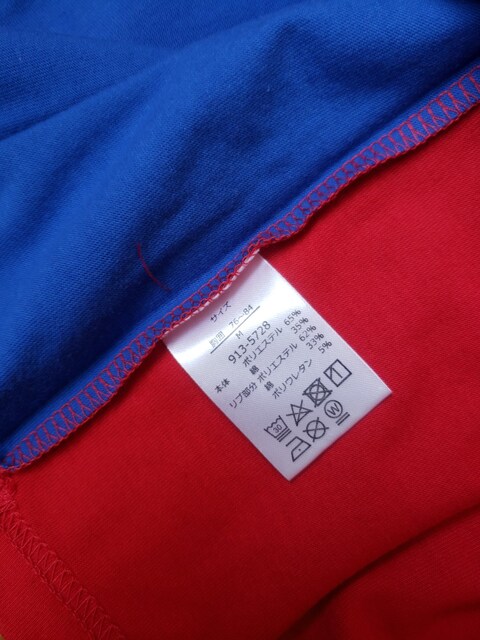 サイズ
胸囲 76~84
M
913-5728
本体 ポリエステル 65%
綿 35%
リブ部分 ポリエステル 62%
綿 33%
ポリウレタン 5%
30
W